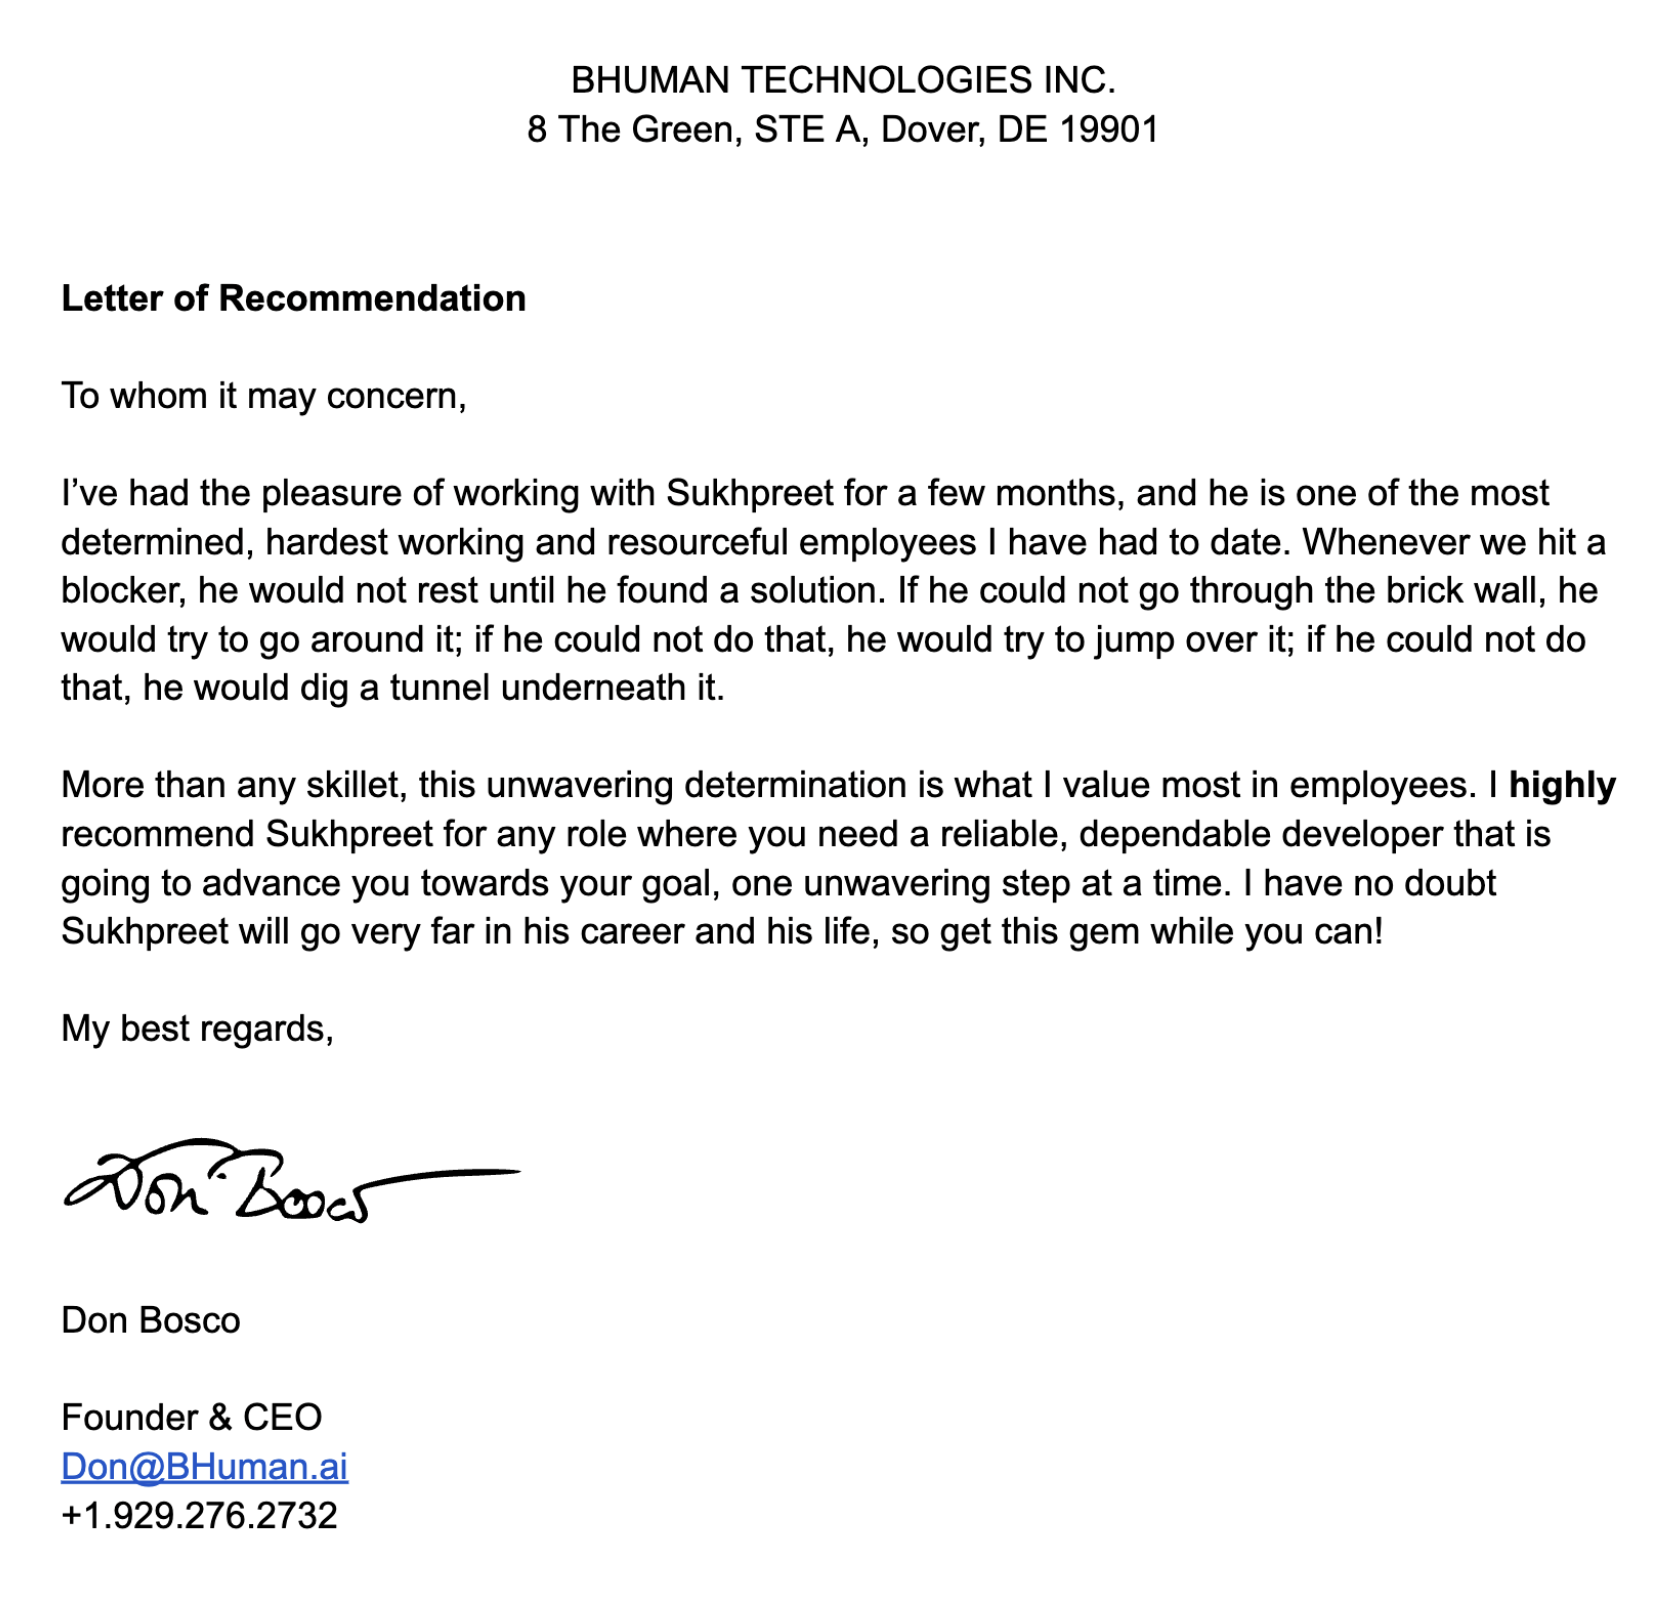 BHUMAN TECHNOLOGIES INC.
8 The Green, STE A, Dover, DE 19901
Letter of Recommendation
To whom it may concern,
I’ve had the pleasure of working with Sukhpreet for a few months, and he is one of the most
determined, hardest working and resourceful employees I have had to date. Whenever we hit a
blocker, he would not rest until he found a solution. If he could not go through the brick wall, he
would try to go around it; if he could not do that, he would try to jump over it; if he could not do
that, he would dig a tunnel underneath it.
More than any skillet, this unwavering determination is what I value most in employees. I highly
recommend Sukhpreet for any role where you need a reliable, dependable developer that is
going to advance you towards your goal, one unwavering step at a time. I have no doubt
Sukhpreet will go very far in his career and his life, so get this gem while you can!
My best regards,
Don Bosco
Don Bosco
Founder & CEO
Don@BHuman.ai
+1.929.276.2732